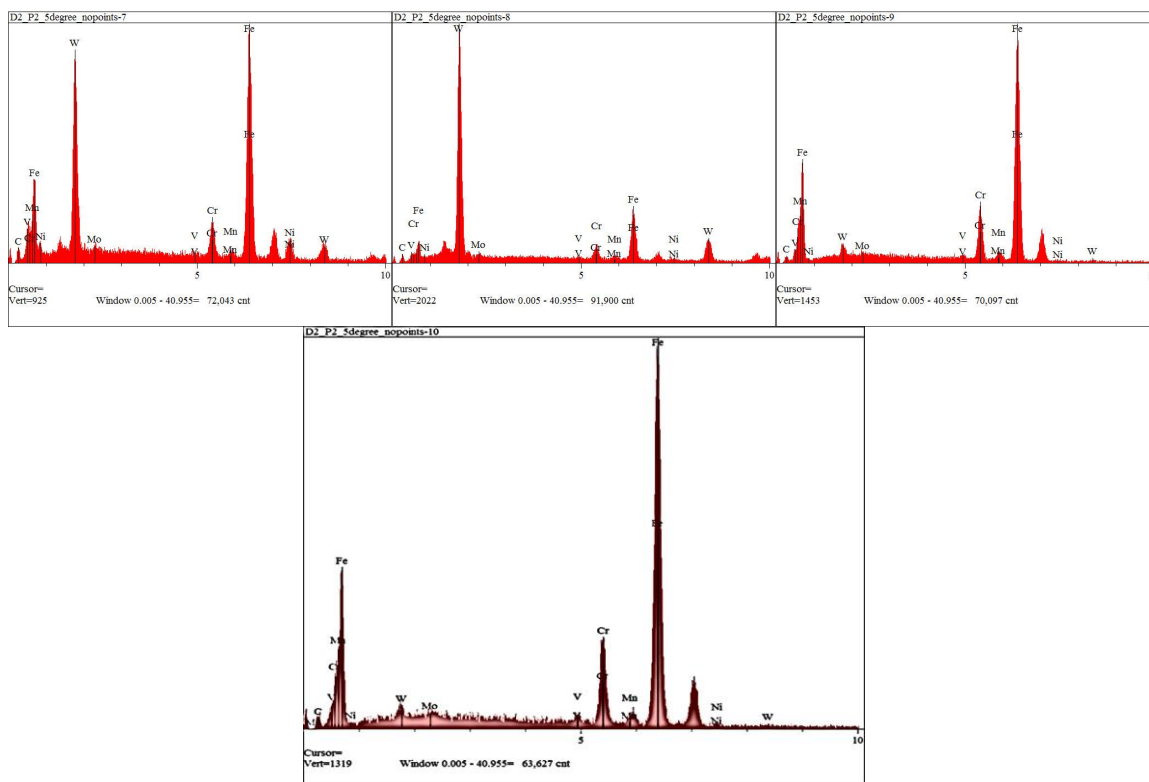 D2_P2_5degree_nopoints-7
W
Fe
Fe
Fe
V
Mn
C
Cr
Ni
Mo
V
V
Cr
Cr
Mn
Mn
Ni
Ni
W
5
10
Cursor=
Vert=925 Window 0.005 - 40.955= 72,043 cnt
D2_P2_5degree_nopoints-8
W
Fe
Cr
C
V
Ni
Mo
V
V
Cr
Cr
Mn
Mn
Fe
Fe
Ni
Ni
W
5
10
Cursor=
Vert=2022 Window 0.005 - 40.955= 91,900 cnt
D2_P2_5degree_nopoints-9
Fe
Fe
Fe
Mn
Cr
V
C
Ni
W
Mo
V
V
Cr
Cr
Mn
Mn
Ni
Ni
W
5
10
Cursor=
Vert=1453 Window 0.005 - 40.955= 70,097 cnt
D2_P2_5degree_nopoints-10
Fe
Fe
Fe
Mn
Cr
V
C
Ni
W
Mo
V
Cr
Cr
Mn
Ni
Ni
W
5
10
Cursor=
Vert=1319 Window 0.005 - 40.955= 63,627 cnt